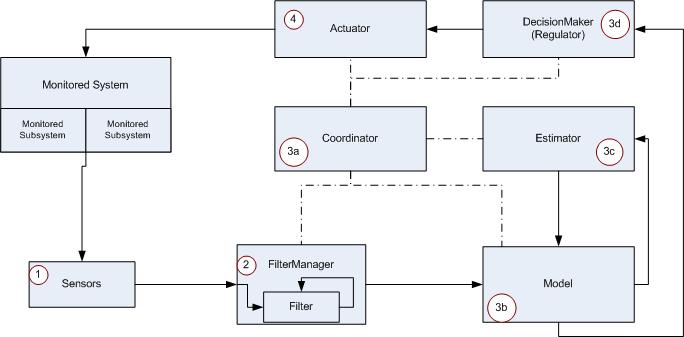 4
Actuator
DecisionMaker
(Regulator)
3d
Monitored System
Monitored
Subsystem
Monitored
Subsystem
Coordinator
3a
Estimator
3c
1
Sensors
2
FilterManager
Filter
Model
3b